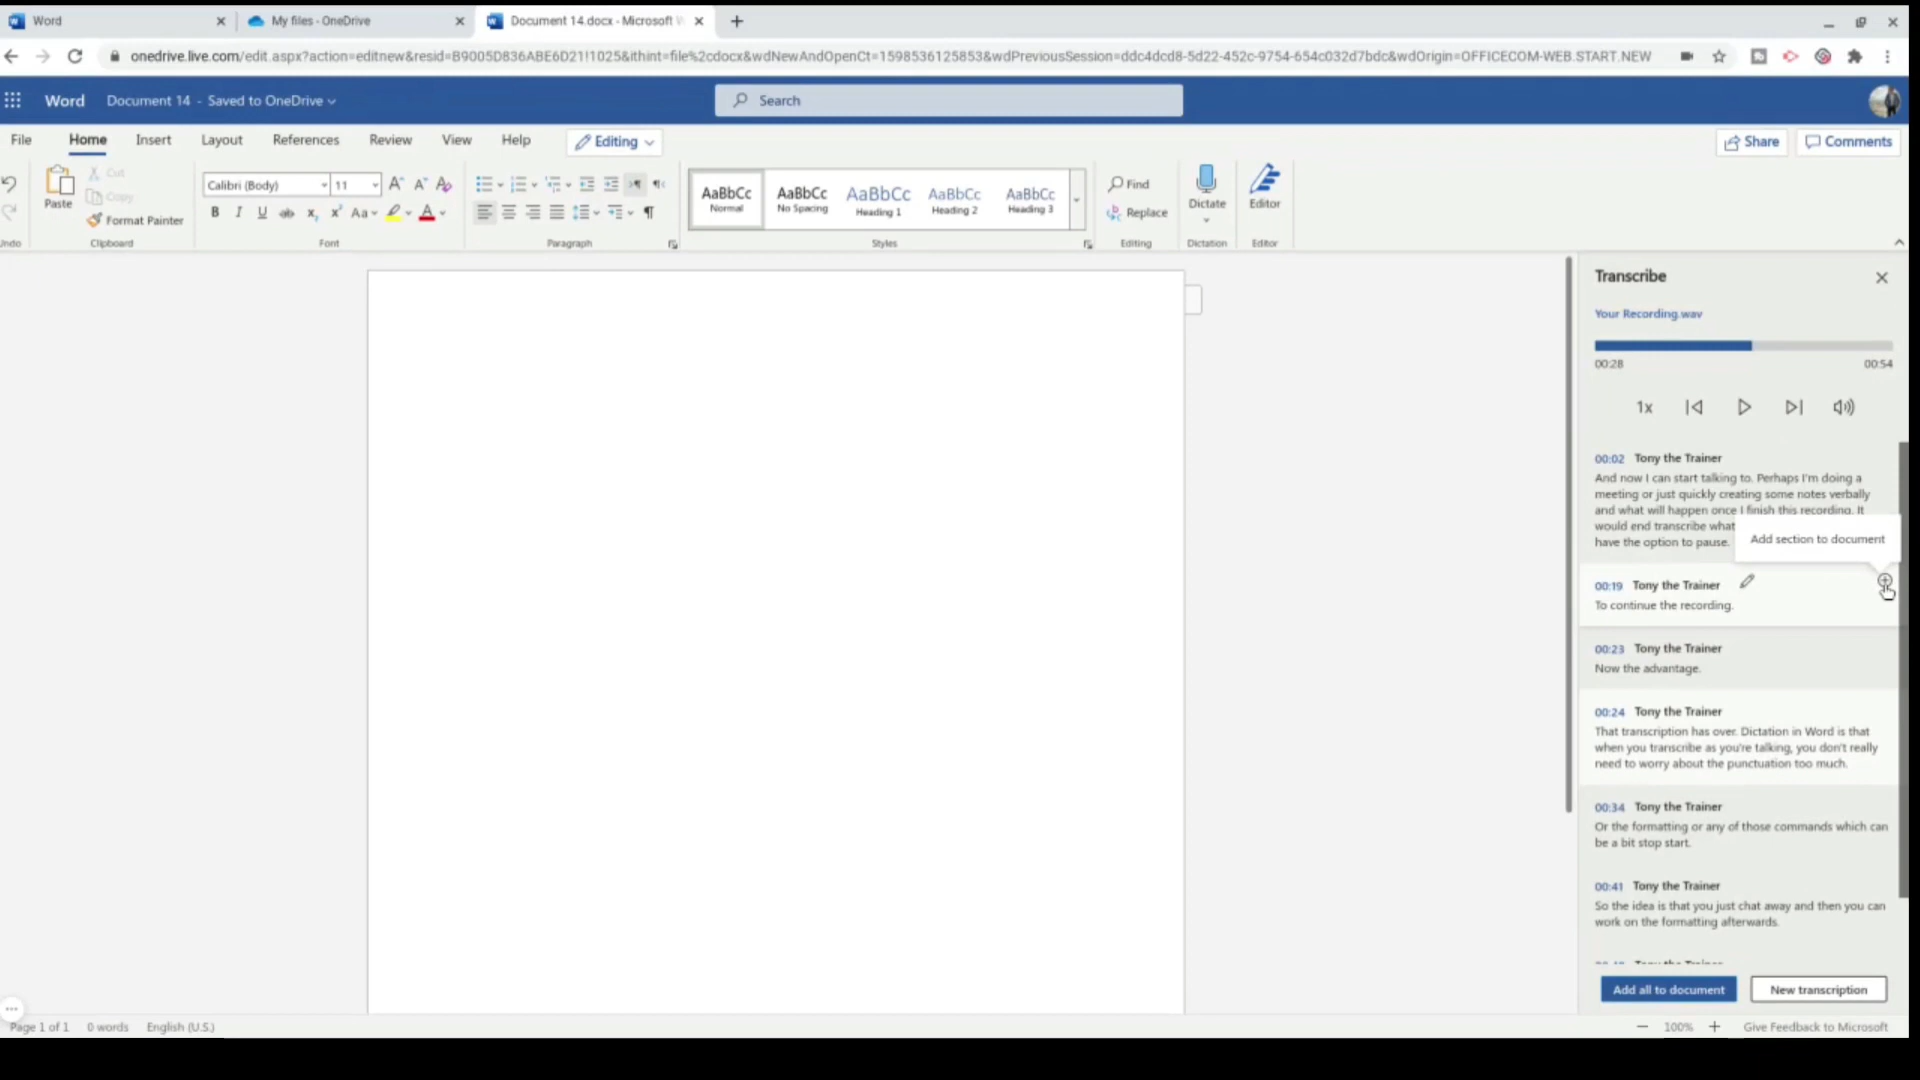 Word
My files - OneDrive
Document 14.docx - Microsoft W
onedrive.live.com/edit.aspx?action=editnew&resid=B9005D836ABE6D21!1025&ithint=file%2cdocx&wdNewAndOpenCt=1598536125853&wdPreviousSession=ddc4dcd8-5d22-452c-9754-654c032d7bdc&wdOrigin=OFFICECOM-WEB.START.NEW
Word Document 14 - Saved to OneDrive
Search
File Home Insert Layout References Review View Help Editing
Share Comments
Undo
Paste
Cut
Copy
Format Painter
Clipboard
Calibri (Body) 11
B I U ab x x Aa A
Font
Paragraph
AaBbCc Normal
AaBbCc No Spacing
AaBbCc Heading 1
AaBbCc Heading 2
AaBbCc Heading 3
Styles
Find
Replace
Editing
Dictate
Dictation
Editor
Editor
Transcribe
Your Recording.wav
00:28 00:54
1x
00:02 Tony the Trainer
And now I can start talking to. Perhaps I'm doing a
meeting or just quickly creating some notes verbally
and what will happen once I finish this recording. It
would end transcribe what
have the option to pause.
Add section to document
00:19 Tony the Trainer
To continue the recording.
00:23 Tony the Trainer
Now the advantage.
00:24 Tony the Trainer
That transcription has over. Dictation in Word is that
when you transcribe as you're talking, you don't really
need to worry about the punctuation too much.
00:34 Tony the Trainer
Or the formatting or any of those commands which can
be a bit stop start.
00:41 Tony the Trainer
So the idea is that you just chat away and then you can
work on the formatting afterwards.
Tony the Trainer
Add all to document
New transcription
Page 1 of 1 0 words English (U.S.)
100% Give Feedback to Microsoft